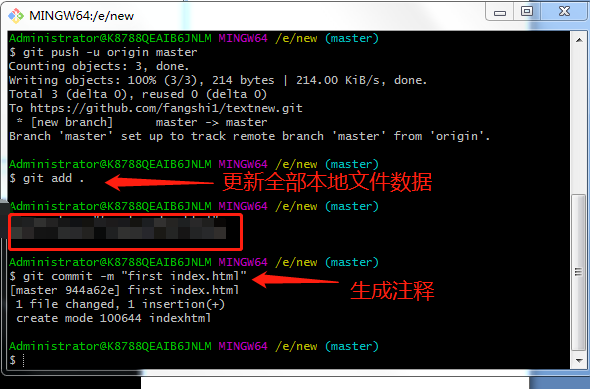 MINGW64:/e/new
Administrator@K8788QEAIB6JNLM MINGW64 /e/new (master)
$ git push -u origin master
Counting objects: 3, done.
Writing objects: 100% (3/3), 214 bytes | 214.00 KiB/s, done.
Total 3 (delta 0), reused 0 (delta 0)
To https://github.com/fangshi1/textnew.git
* [new branch]      master -> master
Branch 'master' set up to track remote branch 'master' from 'origin'.
Administrator@K8788QEAIB6JNLM MINGW64 /e/new (master)
$ git add .
更新全部本地文件数据
Administrator@K8788QEAIB6JNLM MINGW64 /e/new (master)
Administrator@K8788QEAIB6JNLM MINGW64 /e/new (master)
$ git commit -m "first index.html"
[master 944a62e] first index.html
1 file changed, 1 insertion(+)
create mode 100644 indexhtml
生成注释
Administrator@K8788QEAIB6JNLM MINGW64 /e/new (master)
$